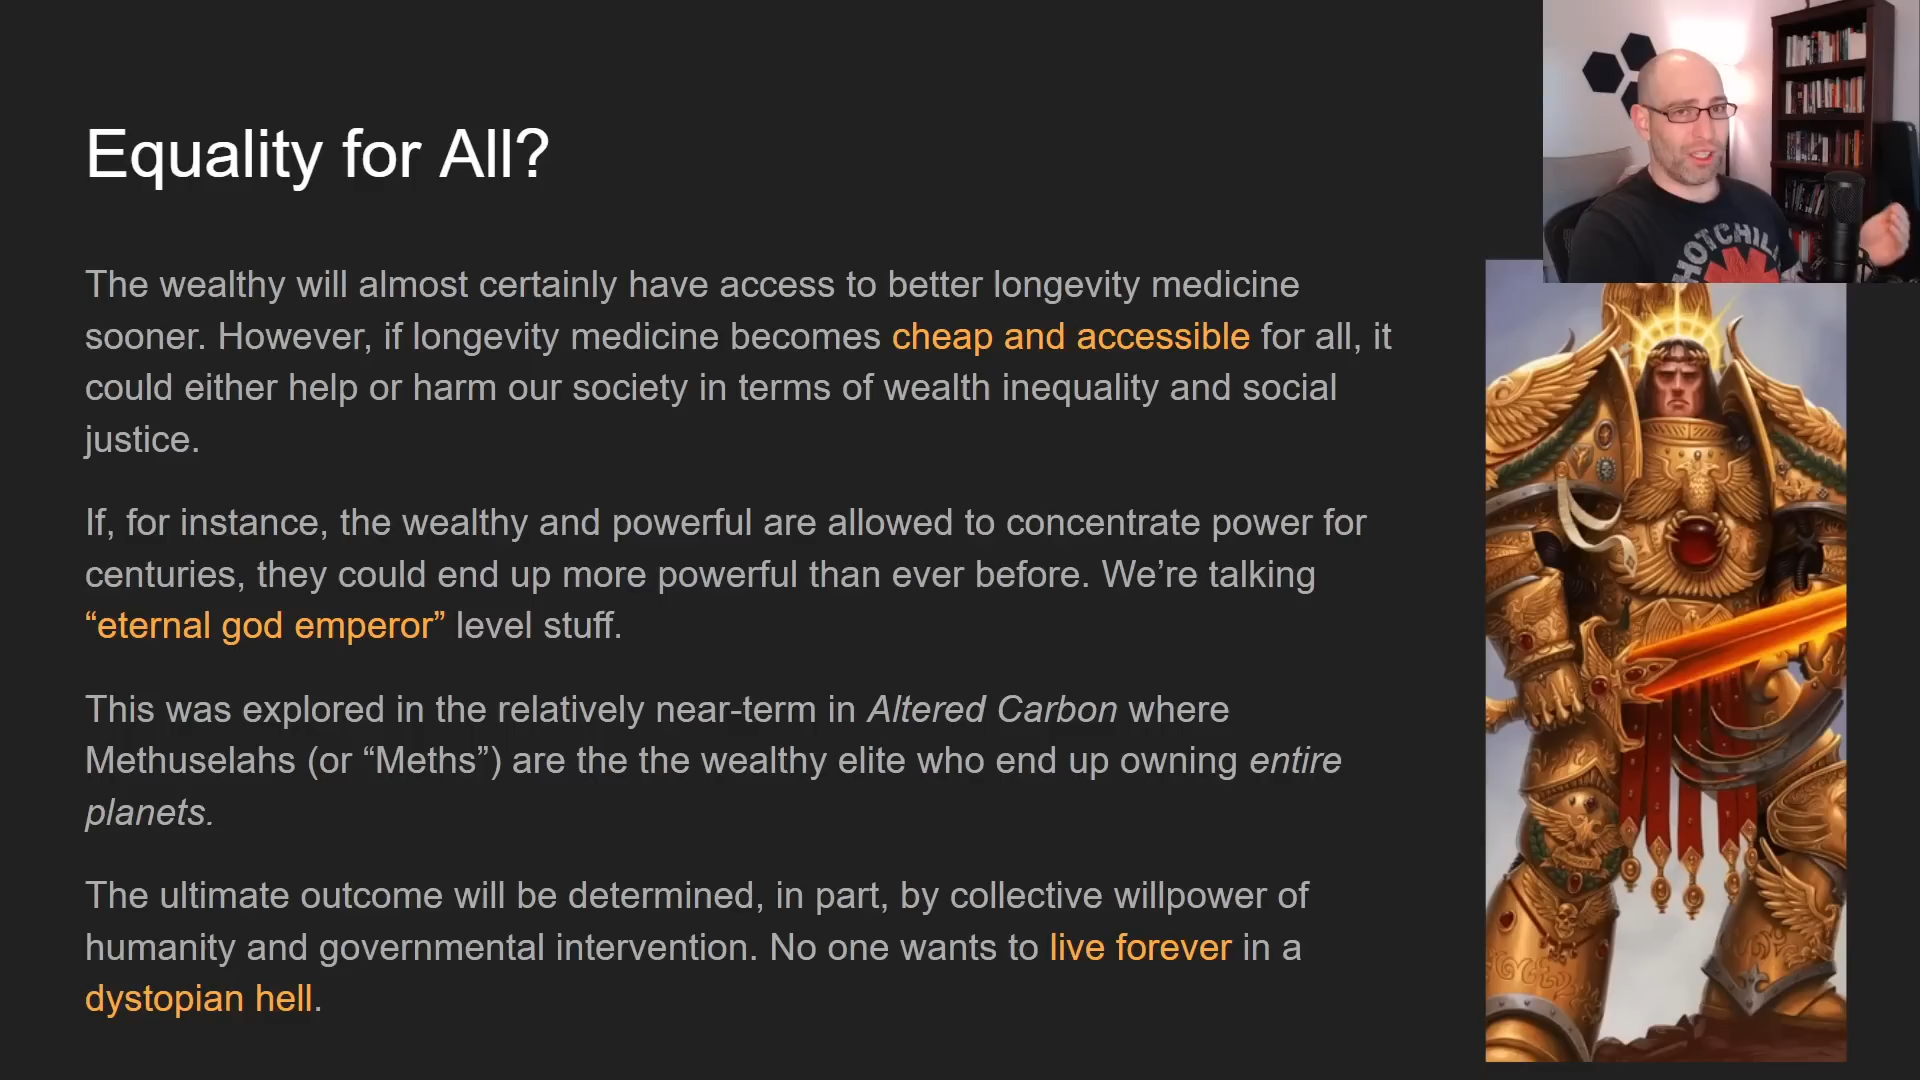 Equality for All?
The wealthy will almost certainly have access to better longevity medicine
sooner. However, if longevity medicine becomes cheap and accessible for all, it
could either help or harm our society in terms of wealth inequality and social
justice.
If, for instance, the wealthy and powerful are allowed to concentrate power for
centuries, they could end up more powerful than ever before. We’re talking
“eternal god emperor” level stuff.
This was explored in the relatively near-term in Altered Carbon where
Methuselahs (or “Meths”) are the the wealthy elite who end up owning entire
planets.
The ultimate outcome will be determined, in part, by collective willpower of
humanity and governmental intervention. No one wants to live forever in a
dystopian hell.
HOT CHIL